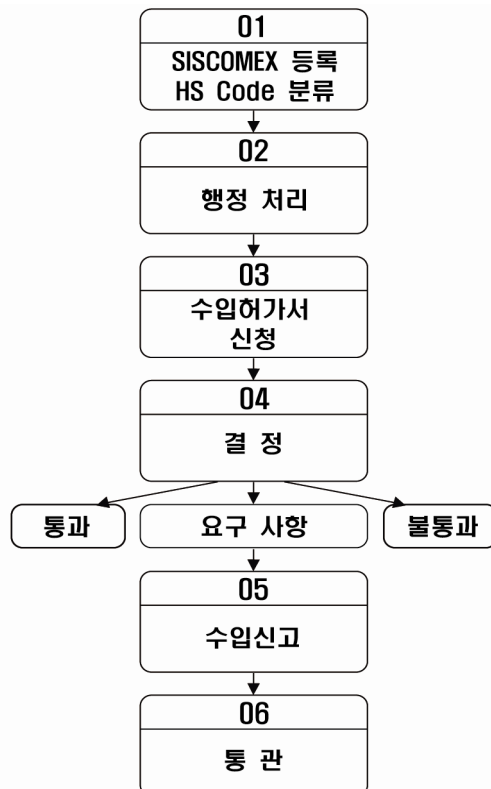 01
SISCOMEX 등록
HS Code 분류
02
행정 처리
03
수입허가서
신청
04
결 정
통과
요구 사항
불통과
05
수입신고
06
통 관